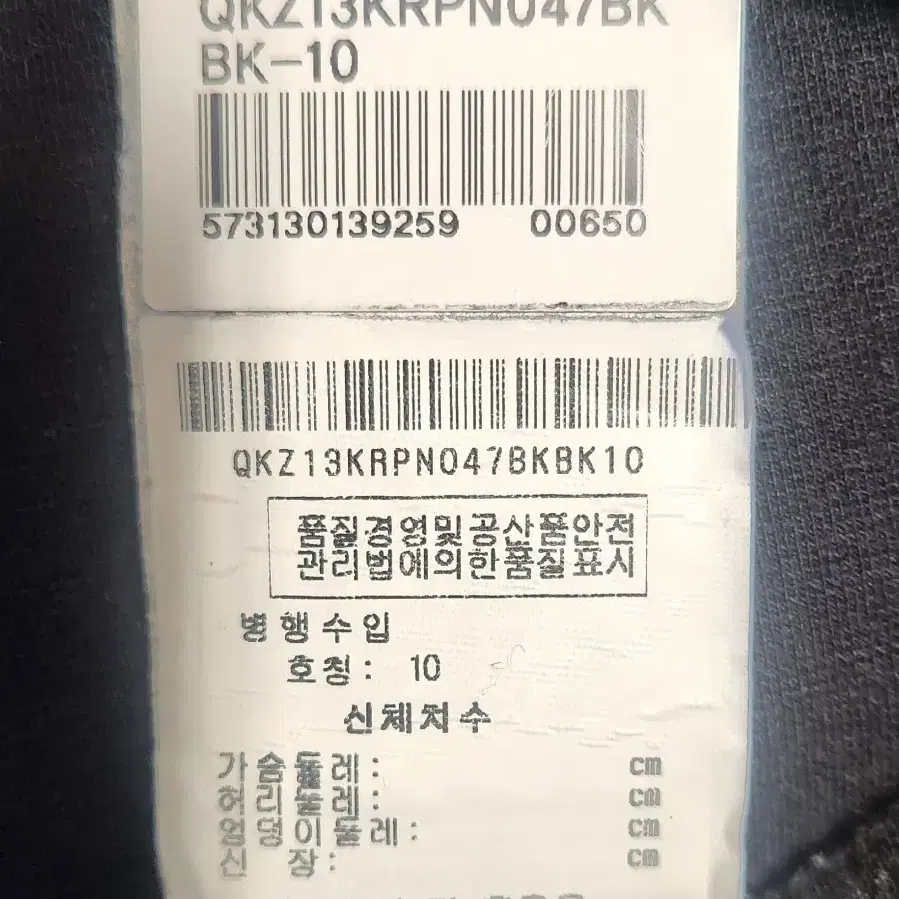 QKZ13KRPN047BK
BK-10
573130139259 00650
QKZ13KRPN047BKBK10
품질경영및공산품안전
관리법에의한품질표시
병행수입
호칭: 10
신체치수
가슴둘레: cm
허리둘레: cm
엉덩이둘레: cm
신장: cm